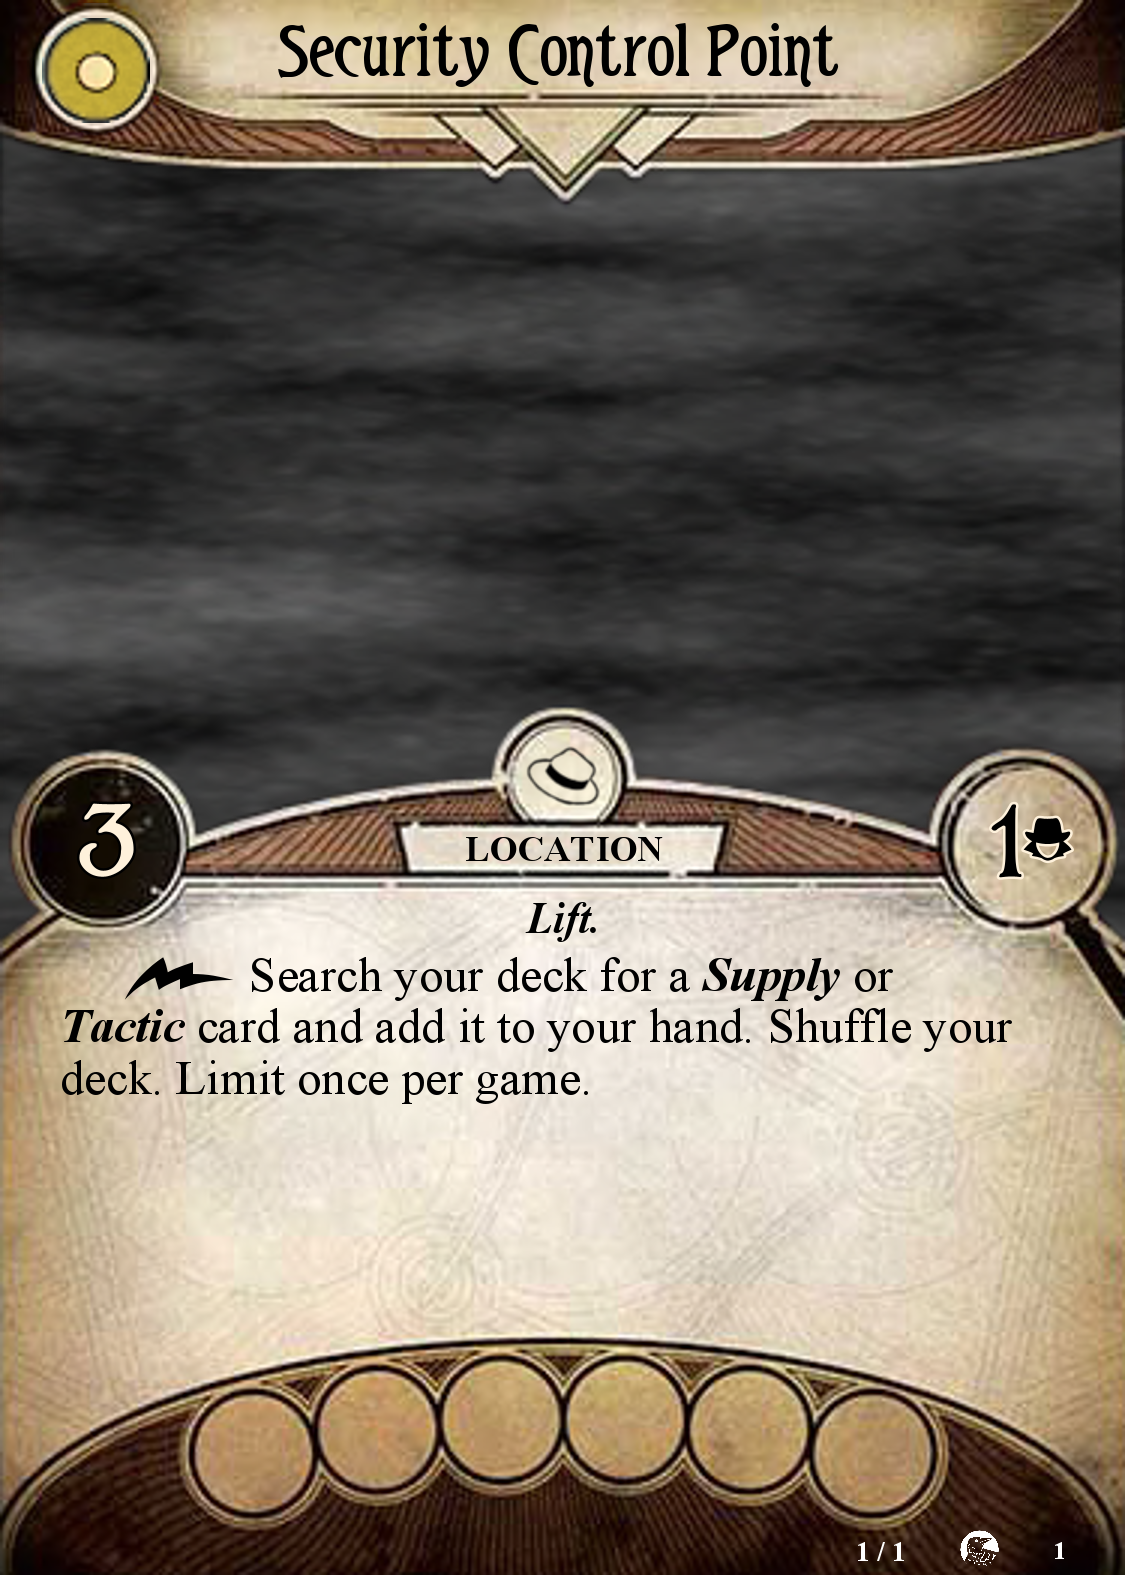 Security Control Point
3
1
LOCATION
Lift.
Search your deck for a Supply or
Tactic card and add it to your hand. Shuffle your
deck. Limit once per game.
1 / 1
1